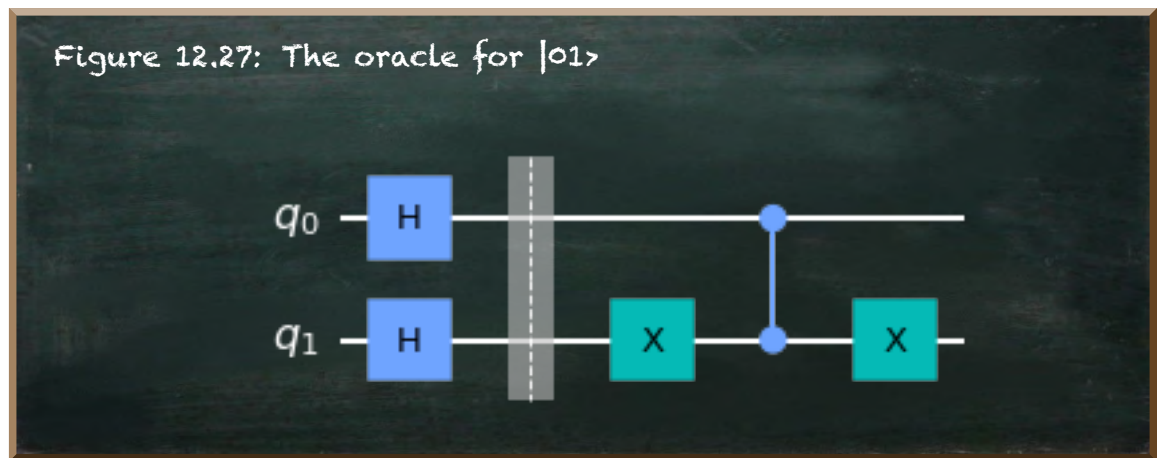 Figure 12.27: The oracle for |01>
q₀ H
q₁ H X X